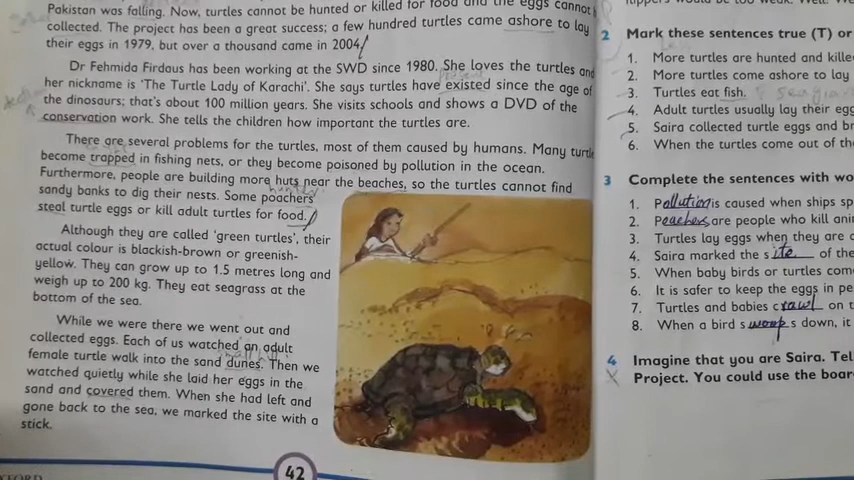 Pakistan was falling. Now, turtles cannot be hunted or killed for food and the eggs cannot
collected. The project has been a great success; a few hundred turtles came ashore to lay
their eggs in 1979, but over a thousand came in 2004
Dr Fehmida Firdaus has been working at the SWD since 1980. She loves the turtles and
her nickname is 'The Turtle Lady of Karachi'. She says turtles have existed since the age of
the dinosaurs; that's about 100 million years. She visits schools and shows a DVD of the
conservation work. She tells the children how important the turtles are.
There are several problems for the turtles, most of them caused by humans. Many turtle
become trapped in fishing nets, or they become poisoned by pollution in the ocean.
Furthermore, people are building more huts near the beaches, so the turtles cannot find
sandy banks to dig their nests. Some poachers
steal turtle eggs or kill adult turtles for food.
Although they are called 'green turtles', their
actual colour is blackish-brown or greenish-
yellow. They can grow up to 1.5 metres long and
weigh up to 200 kg. They eat seagrass at the
bottom of the sea.
While we were there we went out and
collected eggs. Each of us watched an adult
small hill
female turtle walk into the sand dunes. Then we
watched quietly while she laid her eggs in the
sand and covered them. When she had left and
gone back to the sea, we marked the site with a
stick.
42
2 Mark these sentences true (T) or
1. More turtles are hunted and kille
2. More turtles come ashore to lay
3. Turtles eat fish.
4. Adult turtles usually lay their egg
5. Saira collected turtle eggs and br
6. When the turtles come out of th
3 Complete the sentences with wo
1. Pollution is caused when ships sp
2. Poachers are people who kill ani
3. Turtles lay eggs when they are
4. Saira marked the site of the
5. When baby birds or turtles com
6. It is safer to keep the eggs in pe
7. Turtles and babies crawl on t
8. When a bird swoops down, it
4 Imagine that you are Saira. Tel
Project. You could use the boar